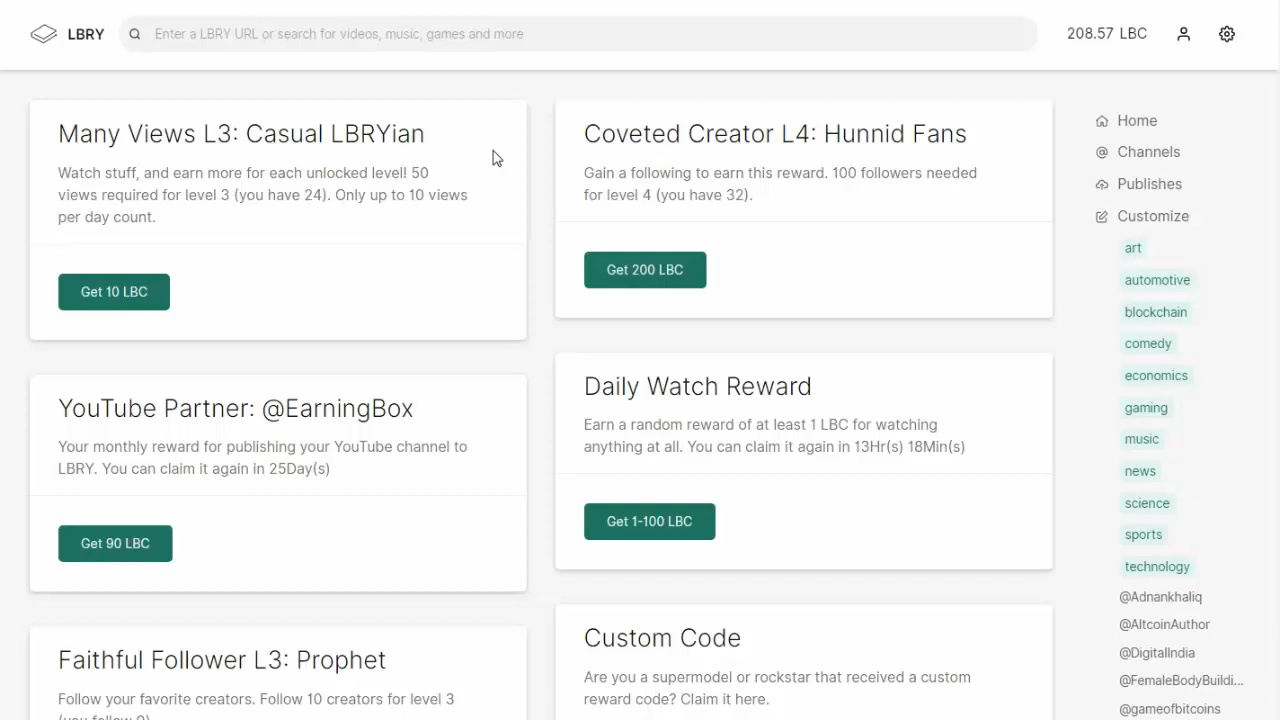 LBRY
Enter a LBRY URL or search for videos, music, games and more
208.57 LBC
Many Views L3: Casual LBRYian
Watch stuff, and earn more for each unlocked level! 50
views required for level 3 (you have 24). Only up to 10 views
per day count.
Get 10 LBC
YouTube Partner: @EarningBox
Your monthly reward for publishing your YouTube channel to
LBRY. You can claim it again in 25Day(s)
Get 90 LBC
Faithful Follower L3: Prophet
Follow your favorite creators. Follow 10 creators for level 3
(you follow 9)
Coveted Creator L4: Hunnid Fans
Gain a following to earn this reward. 100 followers needed
for level 4 (you have 32).
Get 200 LBC
Daily Watch Reward
Earn a random reward of at least 1 LBC for watching
anything at all. You can claim it again in 13Hr(s) 18Min(s)
Get 1-100 LBC
Custom Code
Are you a supermodel or rockstar that received a custom
reward code? Claim it here.
Home
Channels
Publishes
Customize
art
automotive
blockchain
comedy
economics
gaming
music
news
science
sports
technology
@Adnankhaliq
@AltcoinAuthor
@DigitalIndia
@FemaleBodyBuildi...
@gameofbitcoins